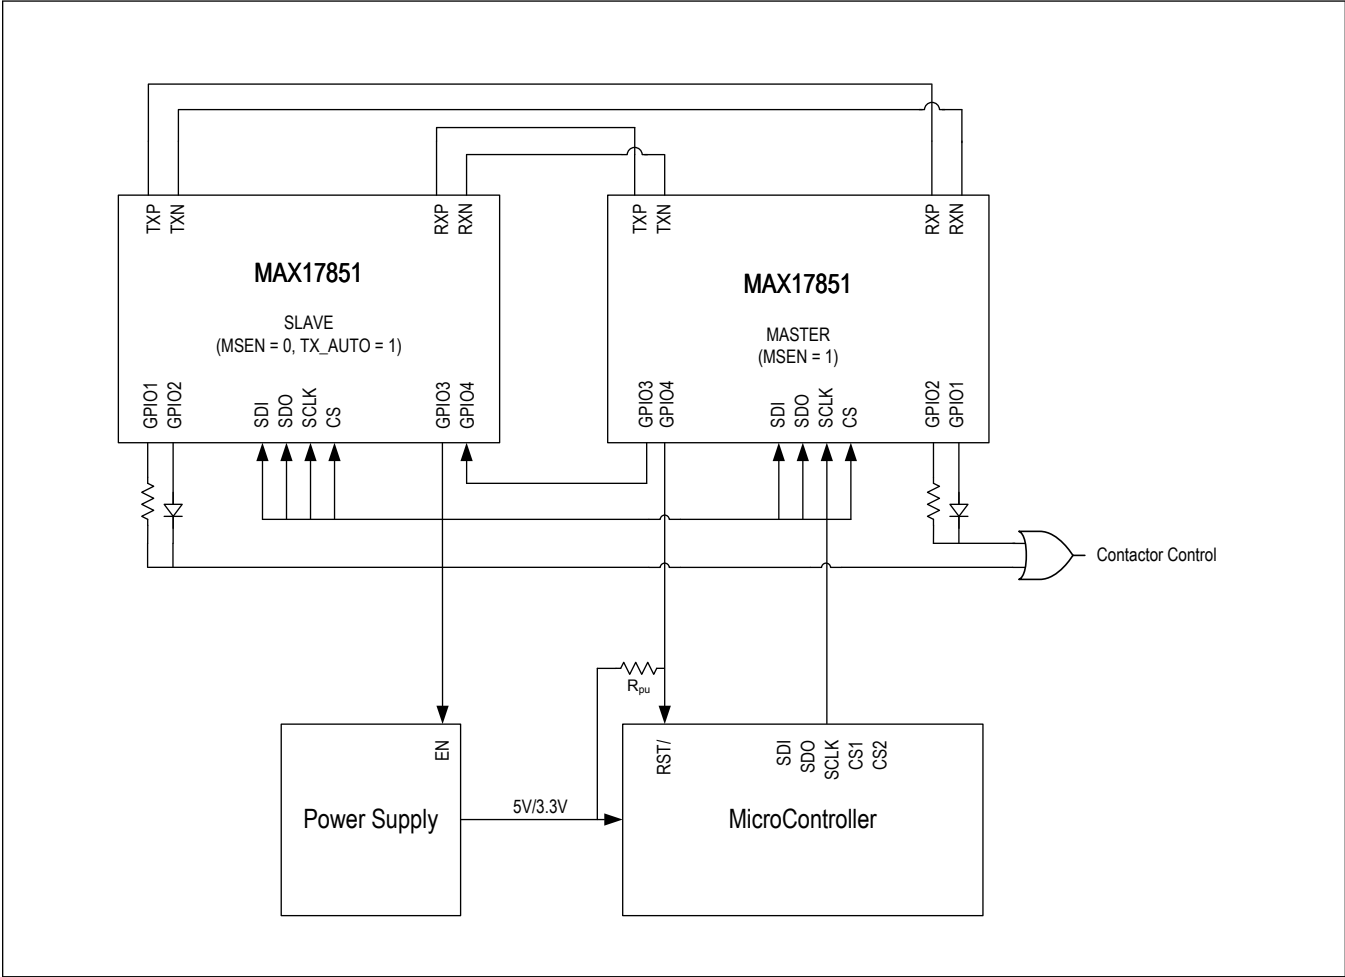 TXP
TXN
RXP
RXN
TXP
TXN
RXP
RXN
MAX17851
SLAVE
(MSEN = 0, TX_AUTO = 1)
MAX17851
MASTER
(MSEN = 1)
GPIO1
GPIO2
SDI
SDO
SCLK
CS
GPIO3
GPIO4
GPIO3
GPIO4
SDI
SDO
SCLK
CS
GPIO2
GPIO1
Contactor Control
Rpu
EN
RST/
SDI
SDO
SCLK
CS1
CS2
5V/3.3V
Power Supply
MicroController